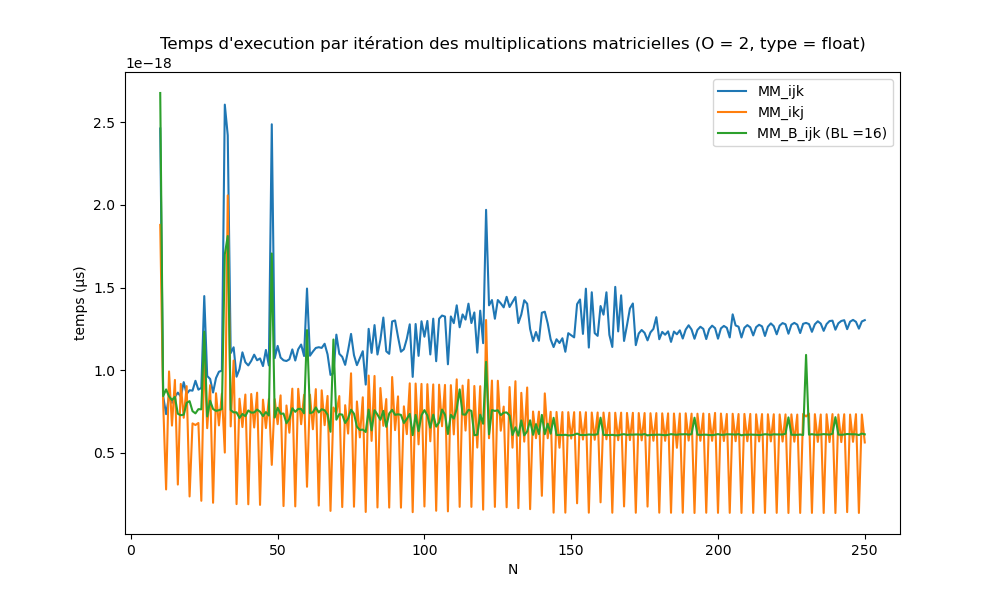 Temps d'execution par itération des multiplications matricielles (O = 2, type = float)
1e−18
MM_ijk
MM_ikj
MM_B_ijk (BL =16)
2.5
2.0
1.5
1.0
0.5
temps (µs)
0
50
100
150
200
250
N